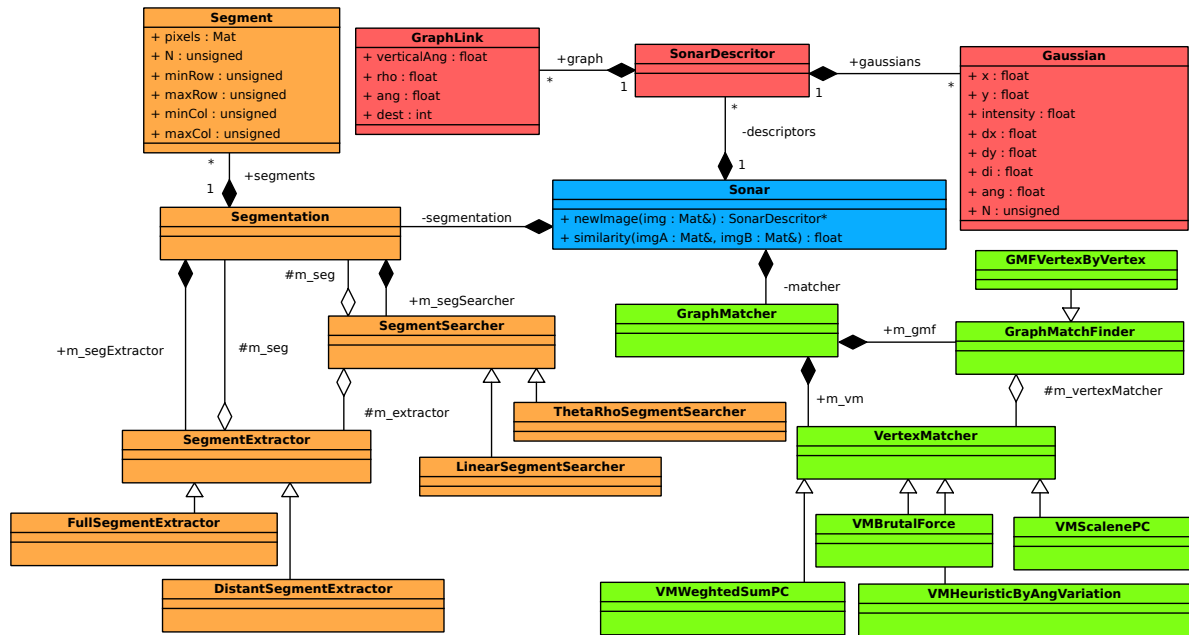 Segment
+ pixels : Mat
+ N : unsigned
+ minRow : unsigned
+ maxRow : unsigned
+ minCol : unsigned
+ maxCol : unsigned
GraphLink
+ verticalAng : float
+ rho : float
+ ang : float
+ dest : int
+graph
*
1
SonarDescritor
+gaussians
1
*
Gaussian
+ x : float
+ y : float
+ intensity : float
+ dx : float
+ dy : float
+ di : float
+ ang : float
+ N : unsigned
*
-descriptors
1
*
+segments
1
Sonar
+ newImage(img : Mat&) : SonarDescritor*
+ similarity(imgA : Mat&, imgB : Mat&) : float
Segmentation
-segmentation
GMFVertexByVertex
#m_seg
+m_segSearcher
-matcher
GraphMatcher
SegmentSearcher
+m_gmf
GraphMatchFinder
+m_segExtractor
#m_seg
#m_extractor
+m_vm
#m_vertexMatcher
ThetaRhoSegmentSearcher
SegmentExtractor
VertexMatcher
LinearSegmentSearcher
FullSegmentExtractor
VMBrutalForce
VMScalenePC
DistantSegmentExtractor
VMWeghtedSumPC
VMHeuristicByAngVariation